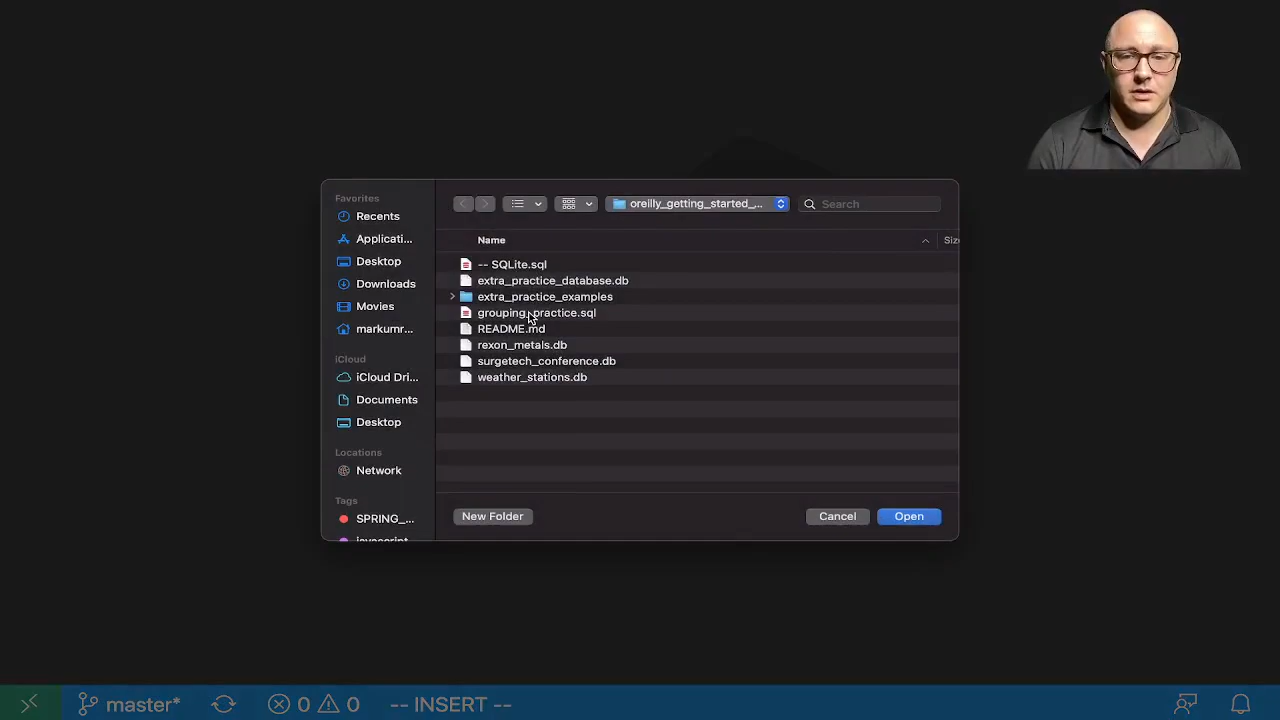 Favorites
Recents
Applicati...
Desktop
Downloads
Movies
markumr...
iCloud
iCloud Dri...
Documents
Desktop
Locations
Network
Tags
SPRING_...
javascript
oreilly_getting_started_...
Search
Name
Size
-- SQLite.sql
extra_practice_database.db
extra_practice_examples
grouping_practice.sql
README.md
rexon_metals.db
surgetech_conference.db
weather_stations.db
New Folder
Cancel
Open
master*
0
0
-- INSERT --